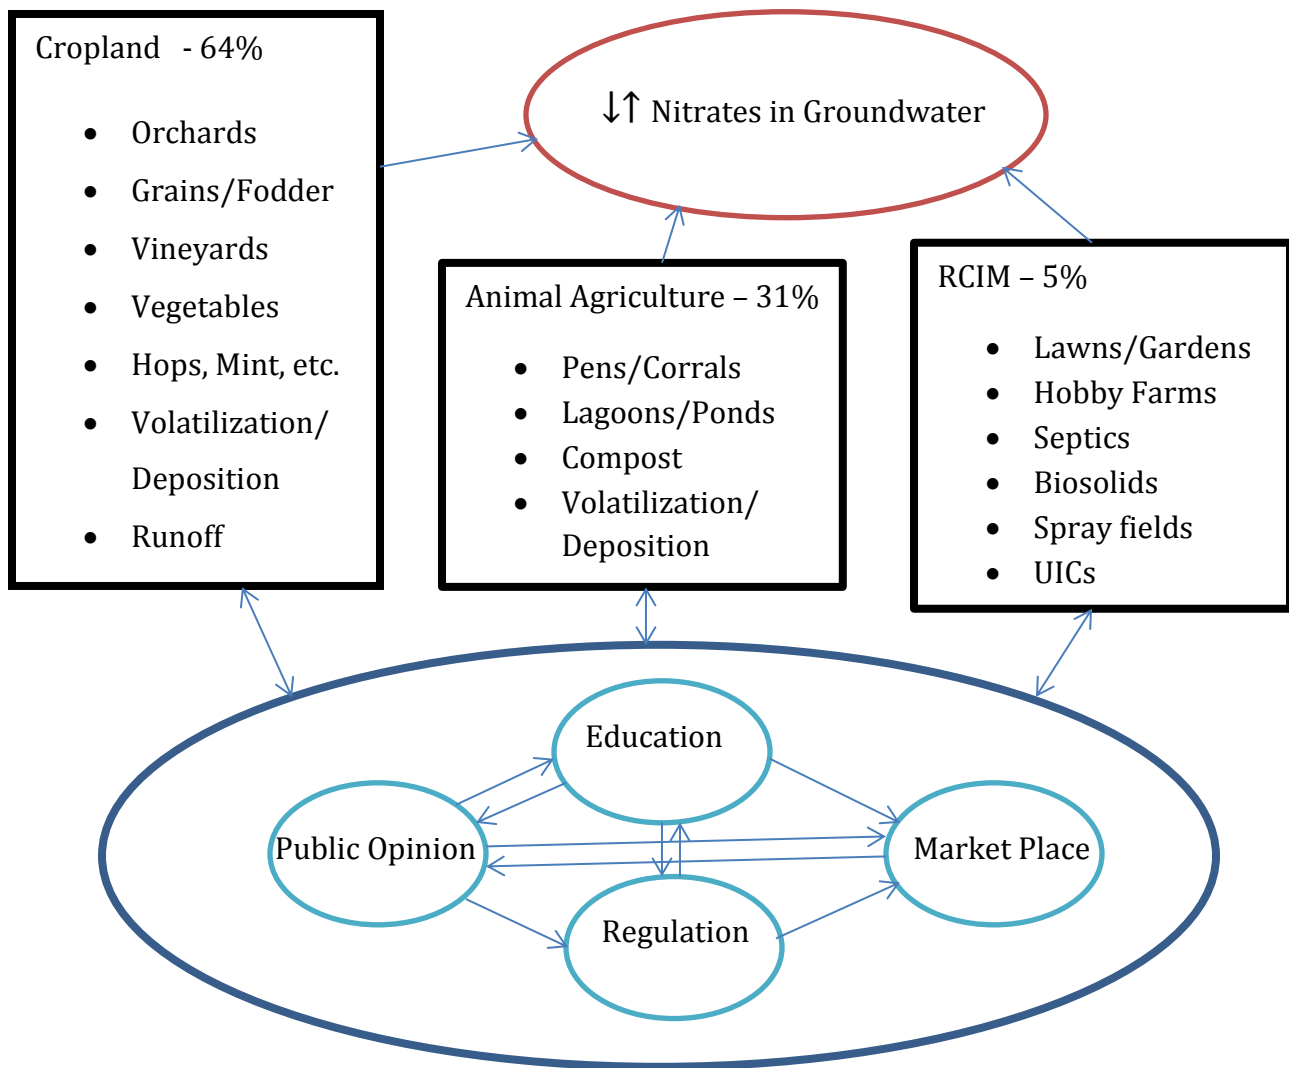 Cropland - 64%
• Orchards
• Grains/Fodder
• Vineyards
• Vegetables
• Hops, Mint, etc.
• Volatilization/
Deposition
• Runoff
↓↑ Nitrates in Groundwater
Animal Agriculture – 31%
• Pens/Corrals
• Lagoons/Ponds
• Compost
• Volatilization/
Deposition
RCIM – 5%
• Lawns/Gardens
• Hobby Farms
• Septics
• Biosolids
• Spray fields
• UICs
Education
Public Opinion
Market Place
Regulation